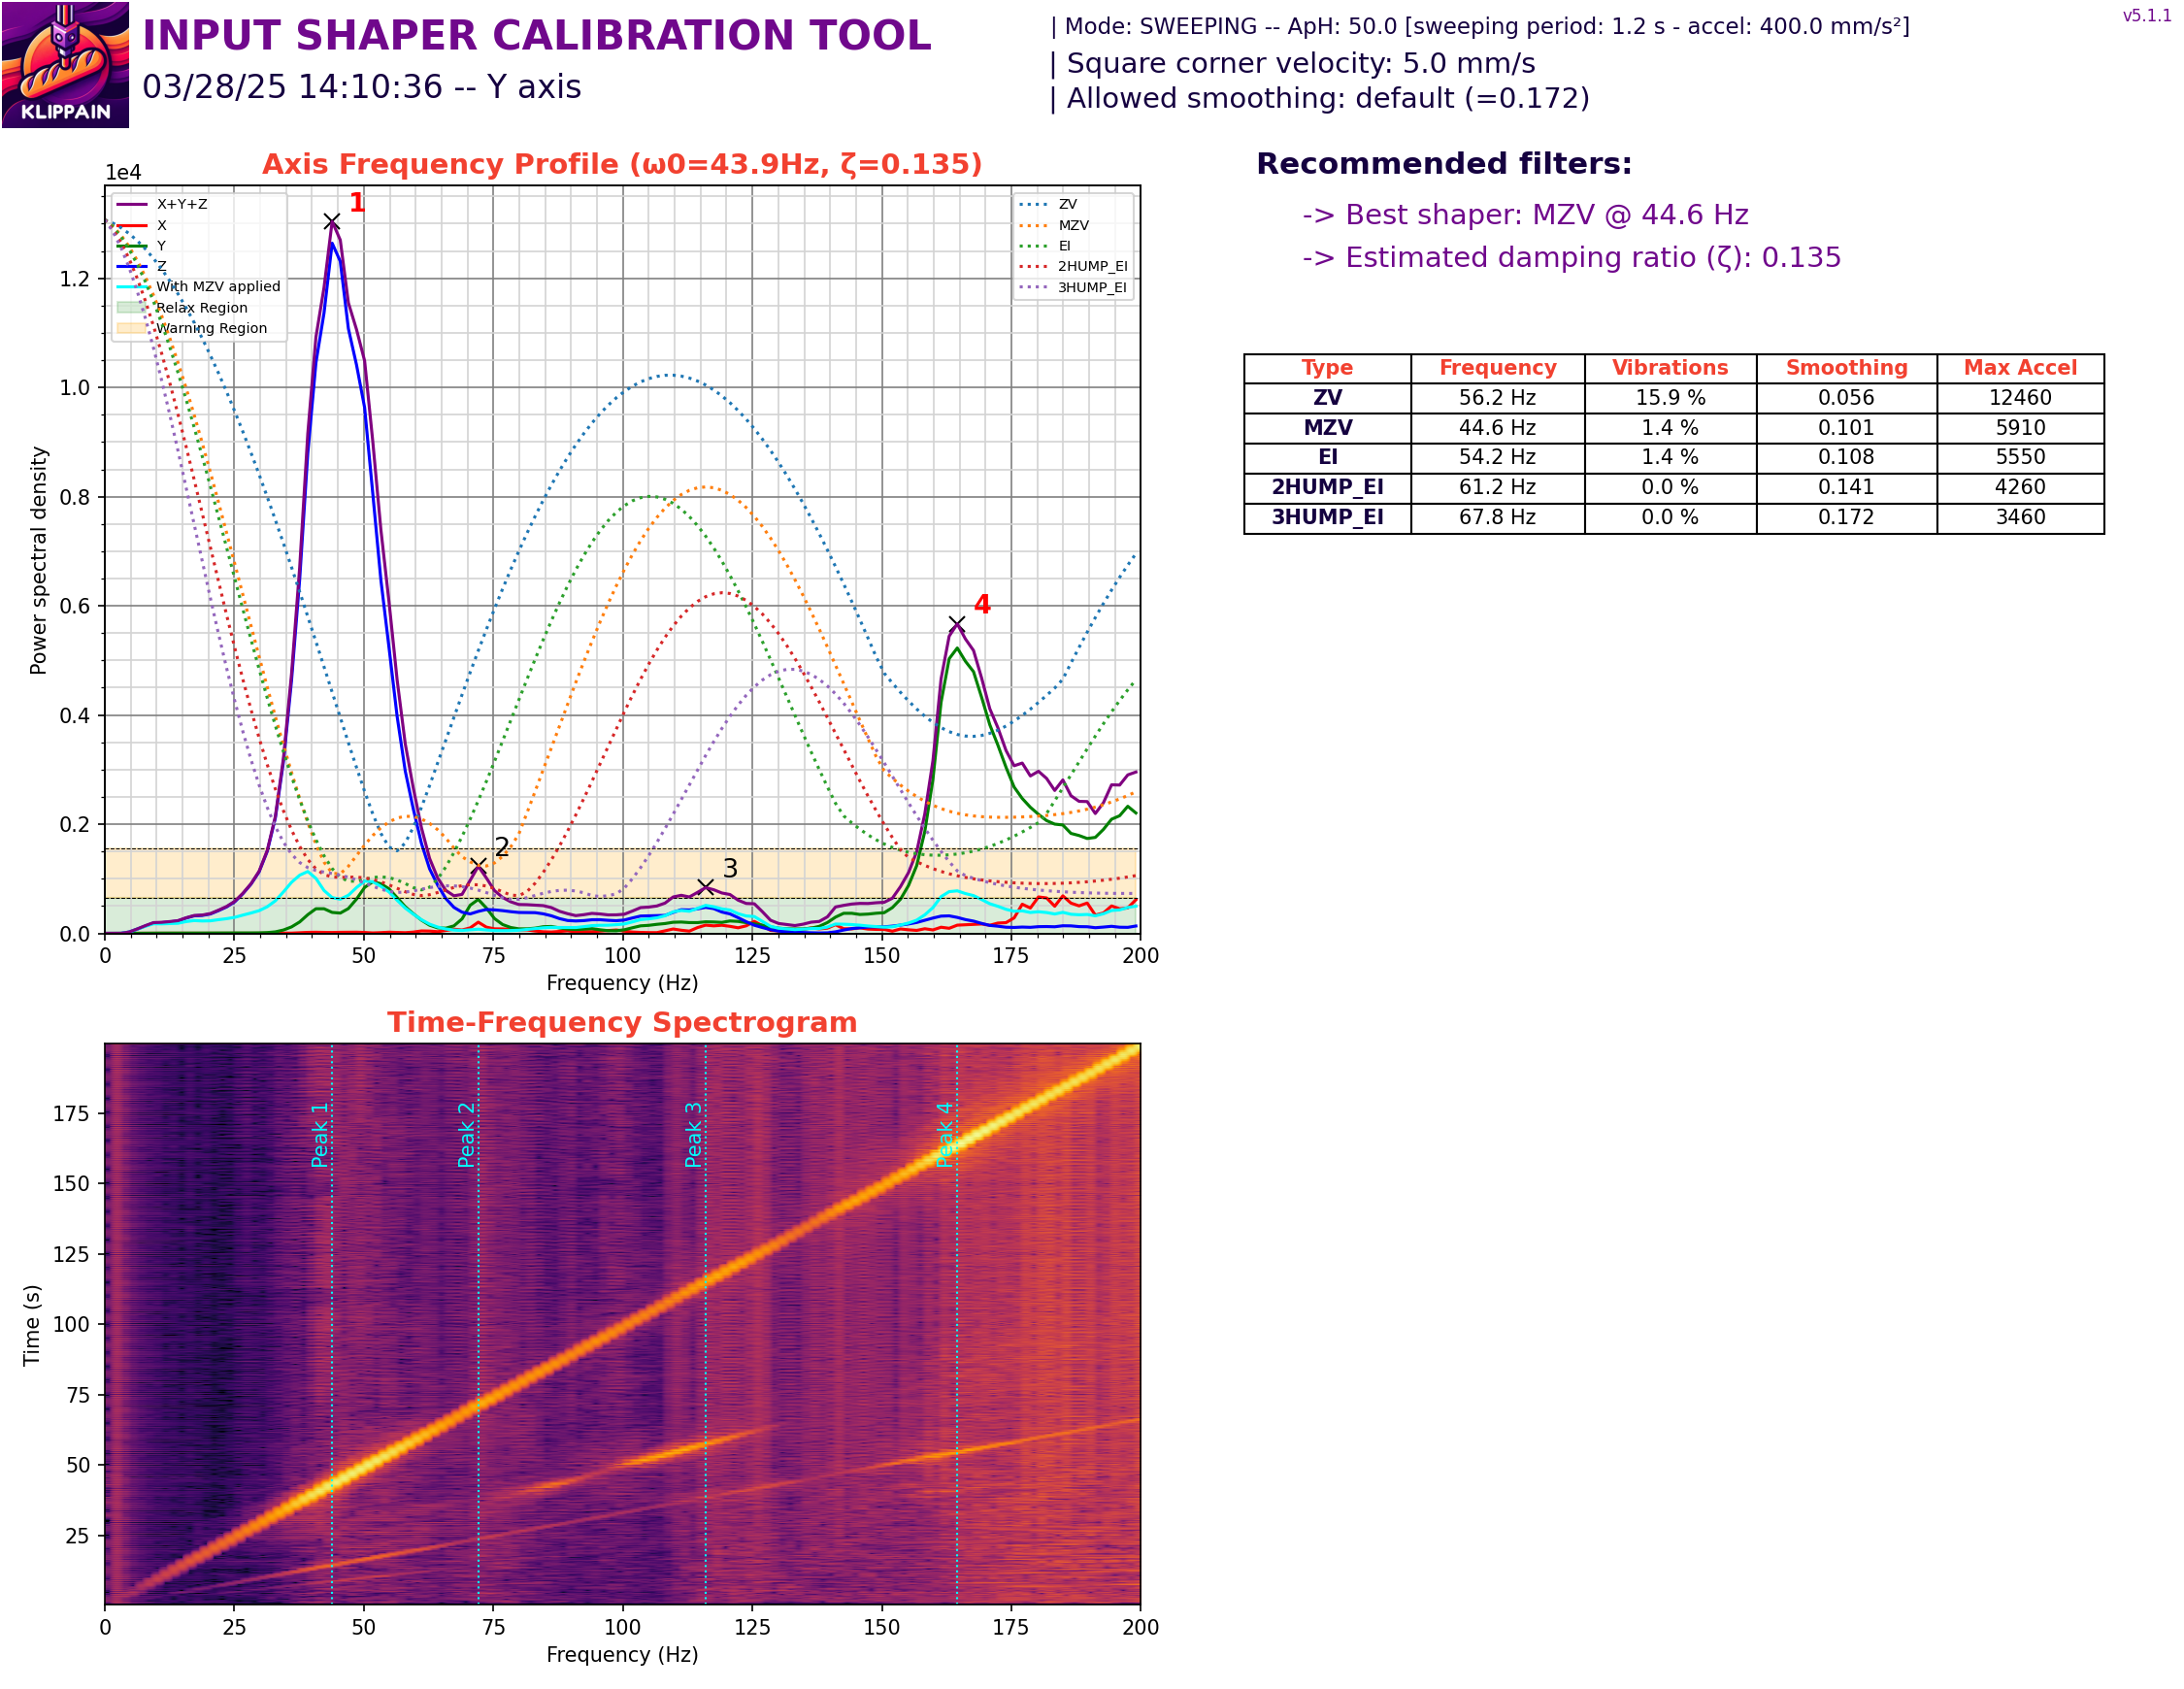 KLIPPAIN
INPUT SHAPER CALIBRATION TOOL
03/28/25 14:10:36 -- Y axis
| Mode: SWEEPING -- ApH: 50.0 [sweeping period: 1.2 s - accel: 400.0 mm/s²]
| Square corner velocity: 5.0 mm/s
| Allowed smoothing: default (=0.172)
v5.1.1
Axis Frequency Profile (ω0=43.9Hz, ζ=0.135)
1e4
X+Y+Z
X
Y
Z
With MZV applied
Relax Region
Warning Region
ZV
MZV
EI
2HUMP_EI
3HUMP_EI
1
2
3
4
Power spectral density
1.2
1.0
0.8
0.6
0.4
0.2
0.0
0 25 50 75 100 125 150 175 200
Frequency (Hz)
Recommended filters:
-> Best shaper: MZV @ 44.6 Hz
-> Estimated damping ratio (ζ): 0.135
Type Frequency Vibrations Smoothing Max Accel
ZV 56.2 Hz 15.9 % 0.056 12460
MZV 44.6 Hz 1.4 % 0.101 5910
EI 54.2 Hz 1.4 % 0.108 5550
2HUMP_EI 61.2 Hz 0.0 % 0.141 4260
3HUMP_EI 67.8 Hz 0.0 % 0.172 3460
Time-Frequency Spectrogram
Peak 1
Peak 2
Peak 3
Peak 4
Time (s)
175
150
125
100
75
50
25
0 25 50 75 100 125 150 175 200
Frequency (Hz)